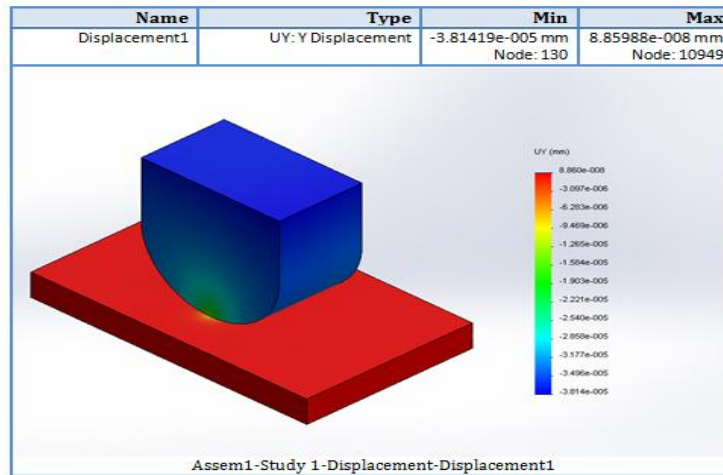 Name Type Min Max
Displacement1 UY: Y Displacement -3.81419e-005 mm 8.85988e-008 mm
Node: 130 Node: 10949
UY (mm)
8.860e-008
-3.097e-006
-6.283e-006
-9.469e-006
-1.265e-005
-1.584e-005
-1.903e-005
-2.221e-005
-2.540e-005
-2.858e-005
-3.177e-005
-3.496e-005
-3.814e-005
Assem1-Study 1-Displacement-Displacement1